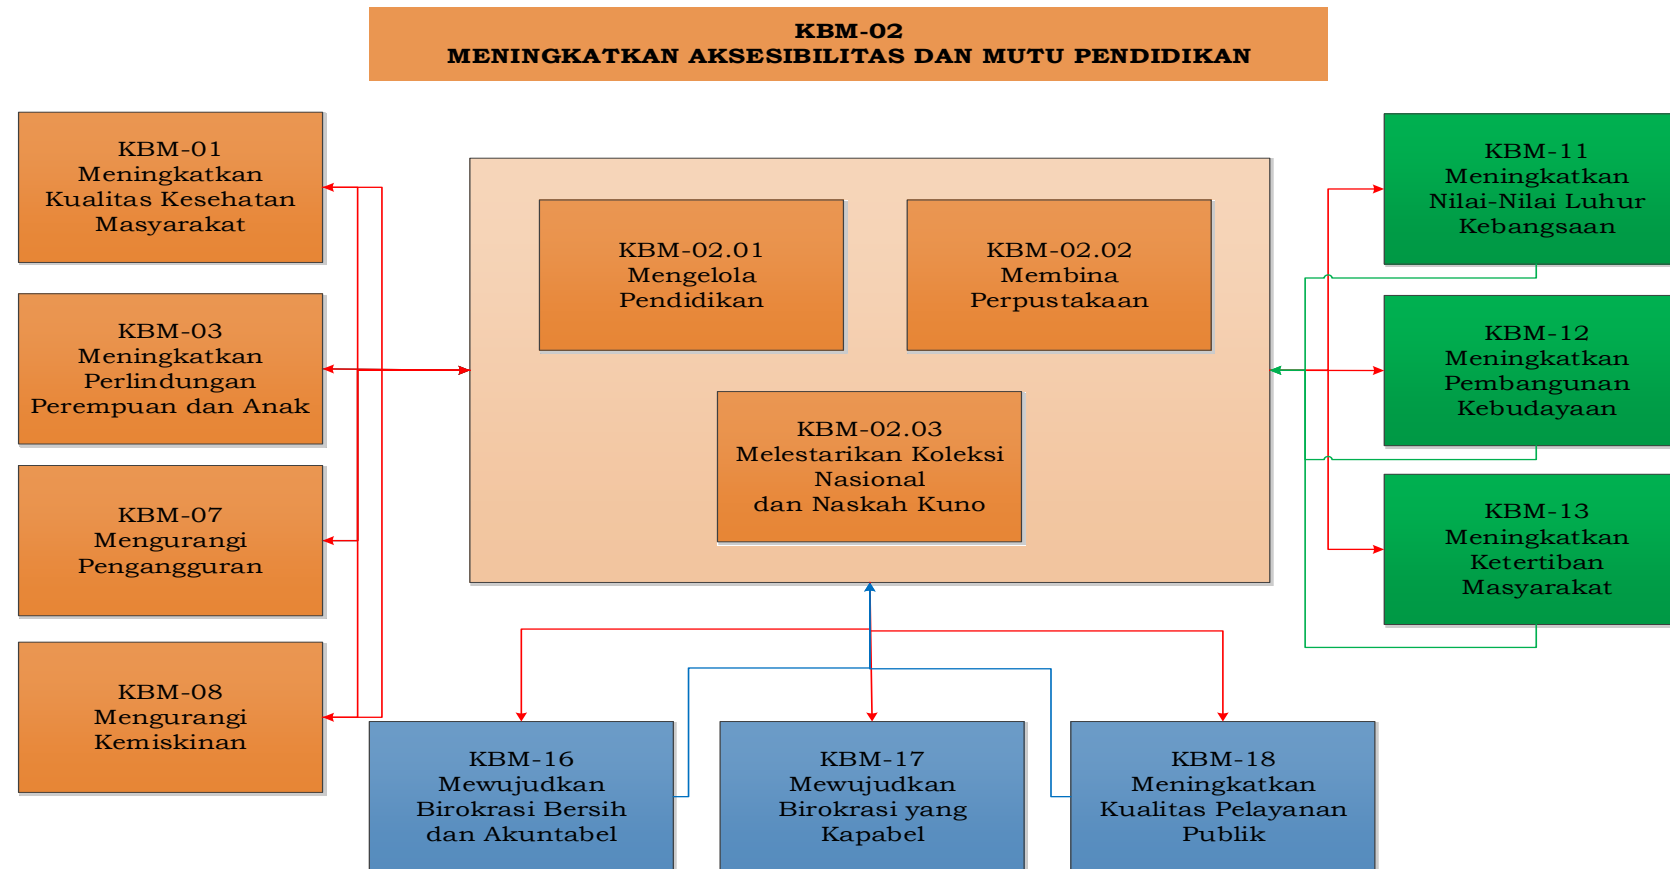 KBM-02
MENINGKATKAN AKSESIBILITAS DAN MUTU PENDIDIKAN
KBM-01
Meningkatkan
Kualitas Kesehatan
Masyarakat
KBM-03
Meningkatkan
Perlindungan
Perempuan dan Anak
KBM-07
Mengurangi
Pengangguran
KBM-08
Mengurangi
Kemiskinan
KBM-02.01
Mengelola
Pendidikan
KBM-02.02
Membina
Perpustakaan
KBM-02.03
Melestarikan Koleksi
Nasional
dan Naskah Kuno
KBM-11
Meningkatkan
Nilai-Nilai Luhur
Kebangsaan
KBM-12
Meningkatkan
Pembangunan
Kebudayaan
KBM-13
Meningkatkan
Ketertiban
Masyarakat
KBM-16
Mewujudkan
Birokrasi Bersih
dan Akuntabel
KBM-17
Mewujudkan
Birokrasi yang
Kapabel
KBM-18
Meningkatkan
Kualitas Pelayanan
Publik